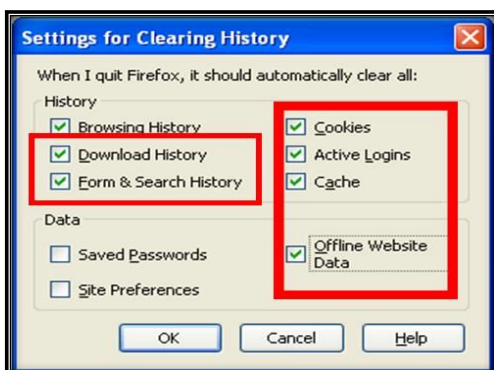 Settings for Clearing History
When I quit Firefox, it should automatically clear all:
History
Browsing History
Cookies
Download History
Active Logins
Form & Search History
Cache
Data
Saved Passwords
Offline Website
Data
Site Preferences
OK
Cancel
Help